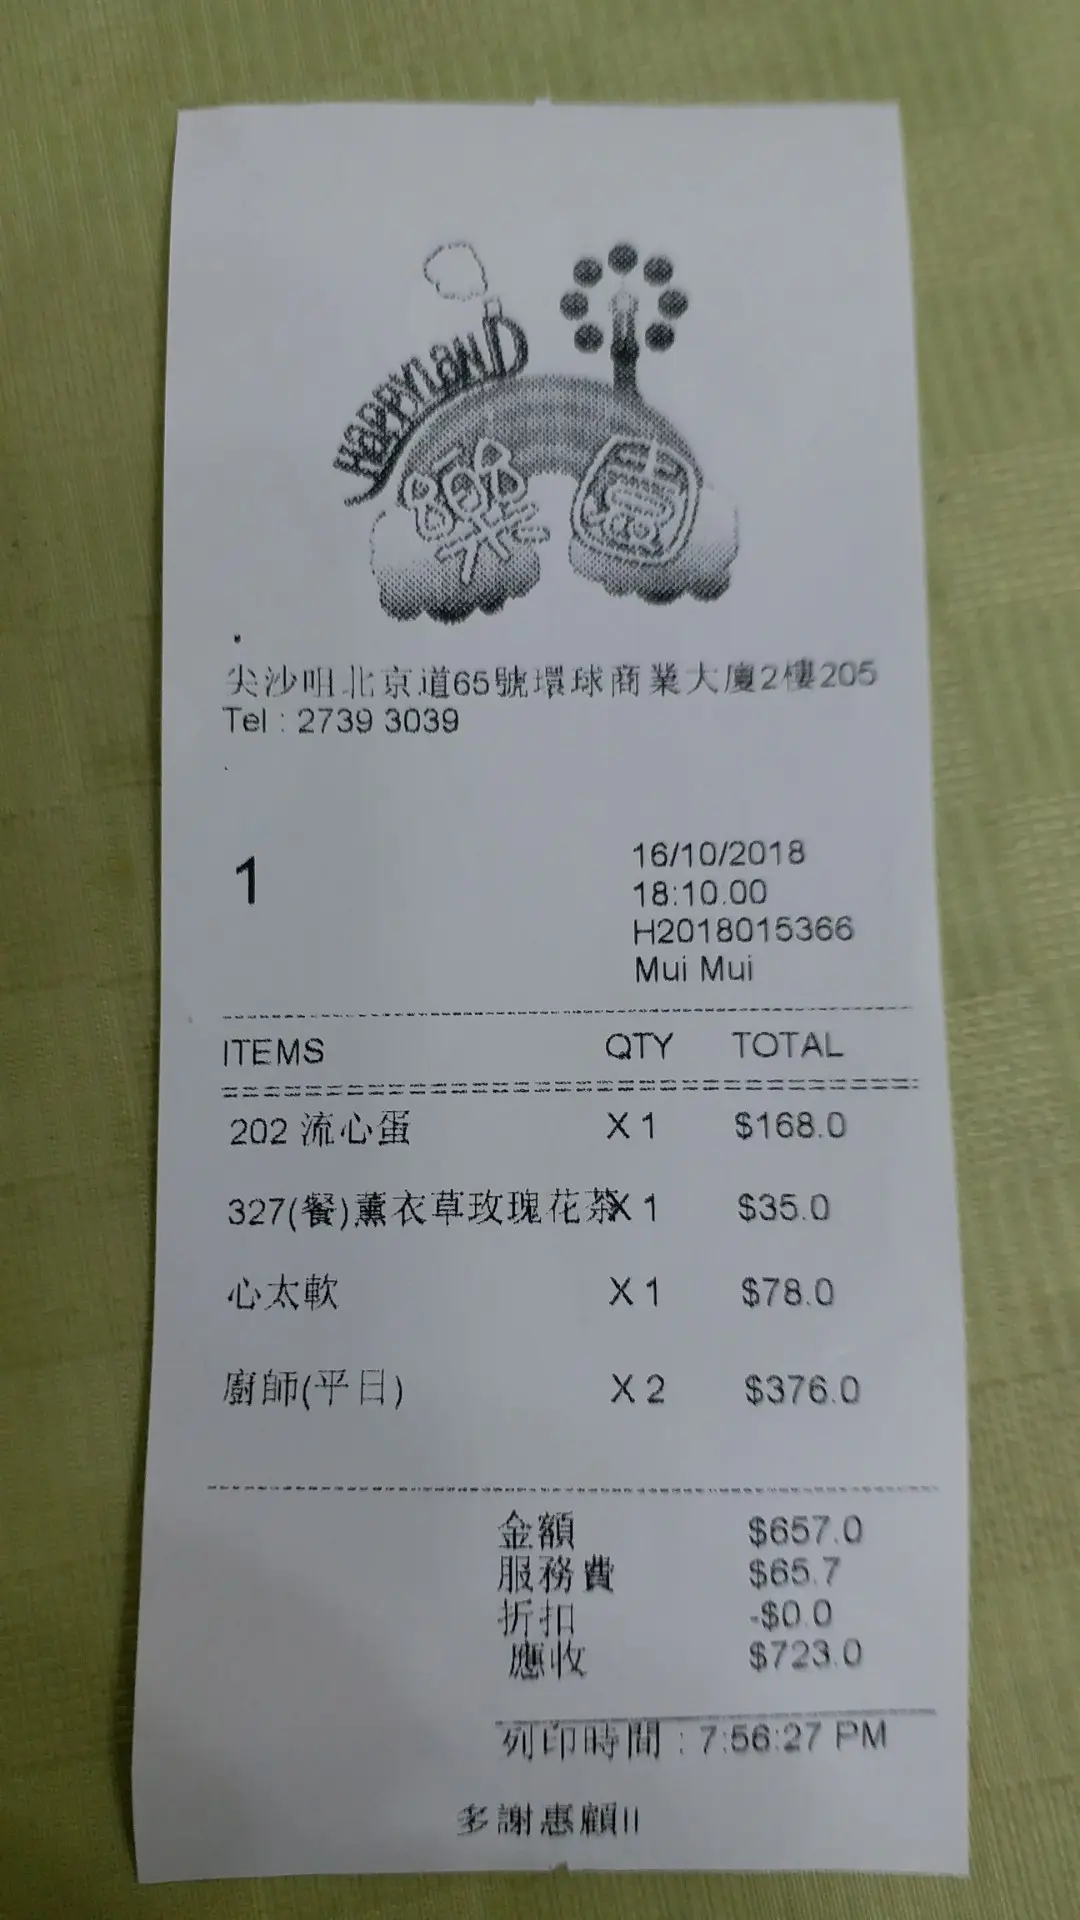 HAPPYLAND
樂園
尖沙咀北京道65號環球商業大廈2樓205
Tel : 2739 3039
1
16/10/2018
18:10.00
H2018015366
Mui Mui
ITEMS QTY TOTAL
202 流心蛋 X 1 $168.0
327(餐)薰衣草玫瑰花茶 X 1 $35.0
心太軟 X 1 $78.0
廚師(平日) X 2 $376.0
金額 $657.0
服務費 $65.7
折扣 -$0.0
應收 $723.0
列印時間 : 7:56:27 PM
多謝惠顧!!